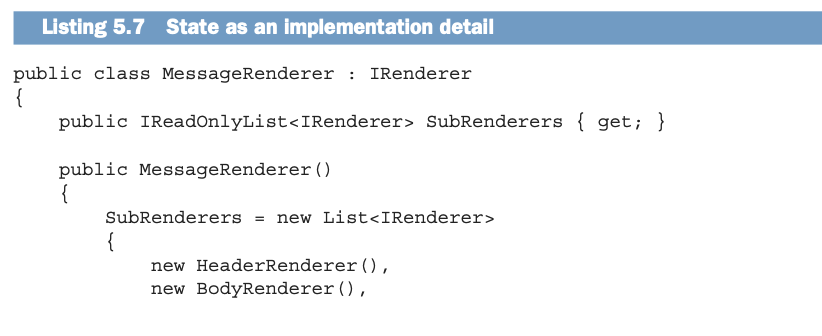 Listing 5.7 State as an implementation detail
public class MessageRenderer : IRenderer
{
    public IReadOnlyList<IRenderer> SubRenderers { get; }

    public MessageRenderer()
    {
        SubRenderers = new List<IRenderer>
        {
            new HeaderRenderer(),
            new BodyRenderer(),